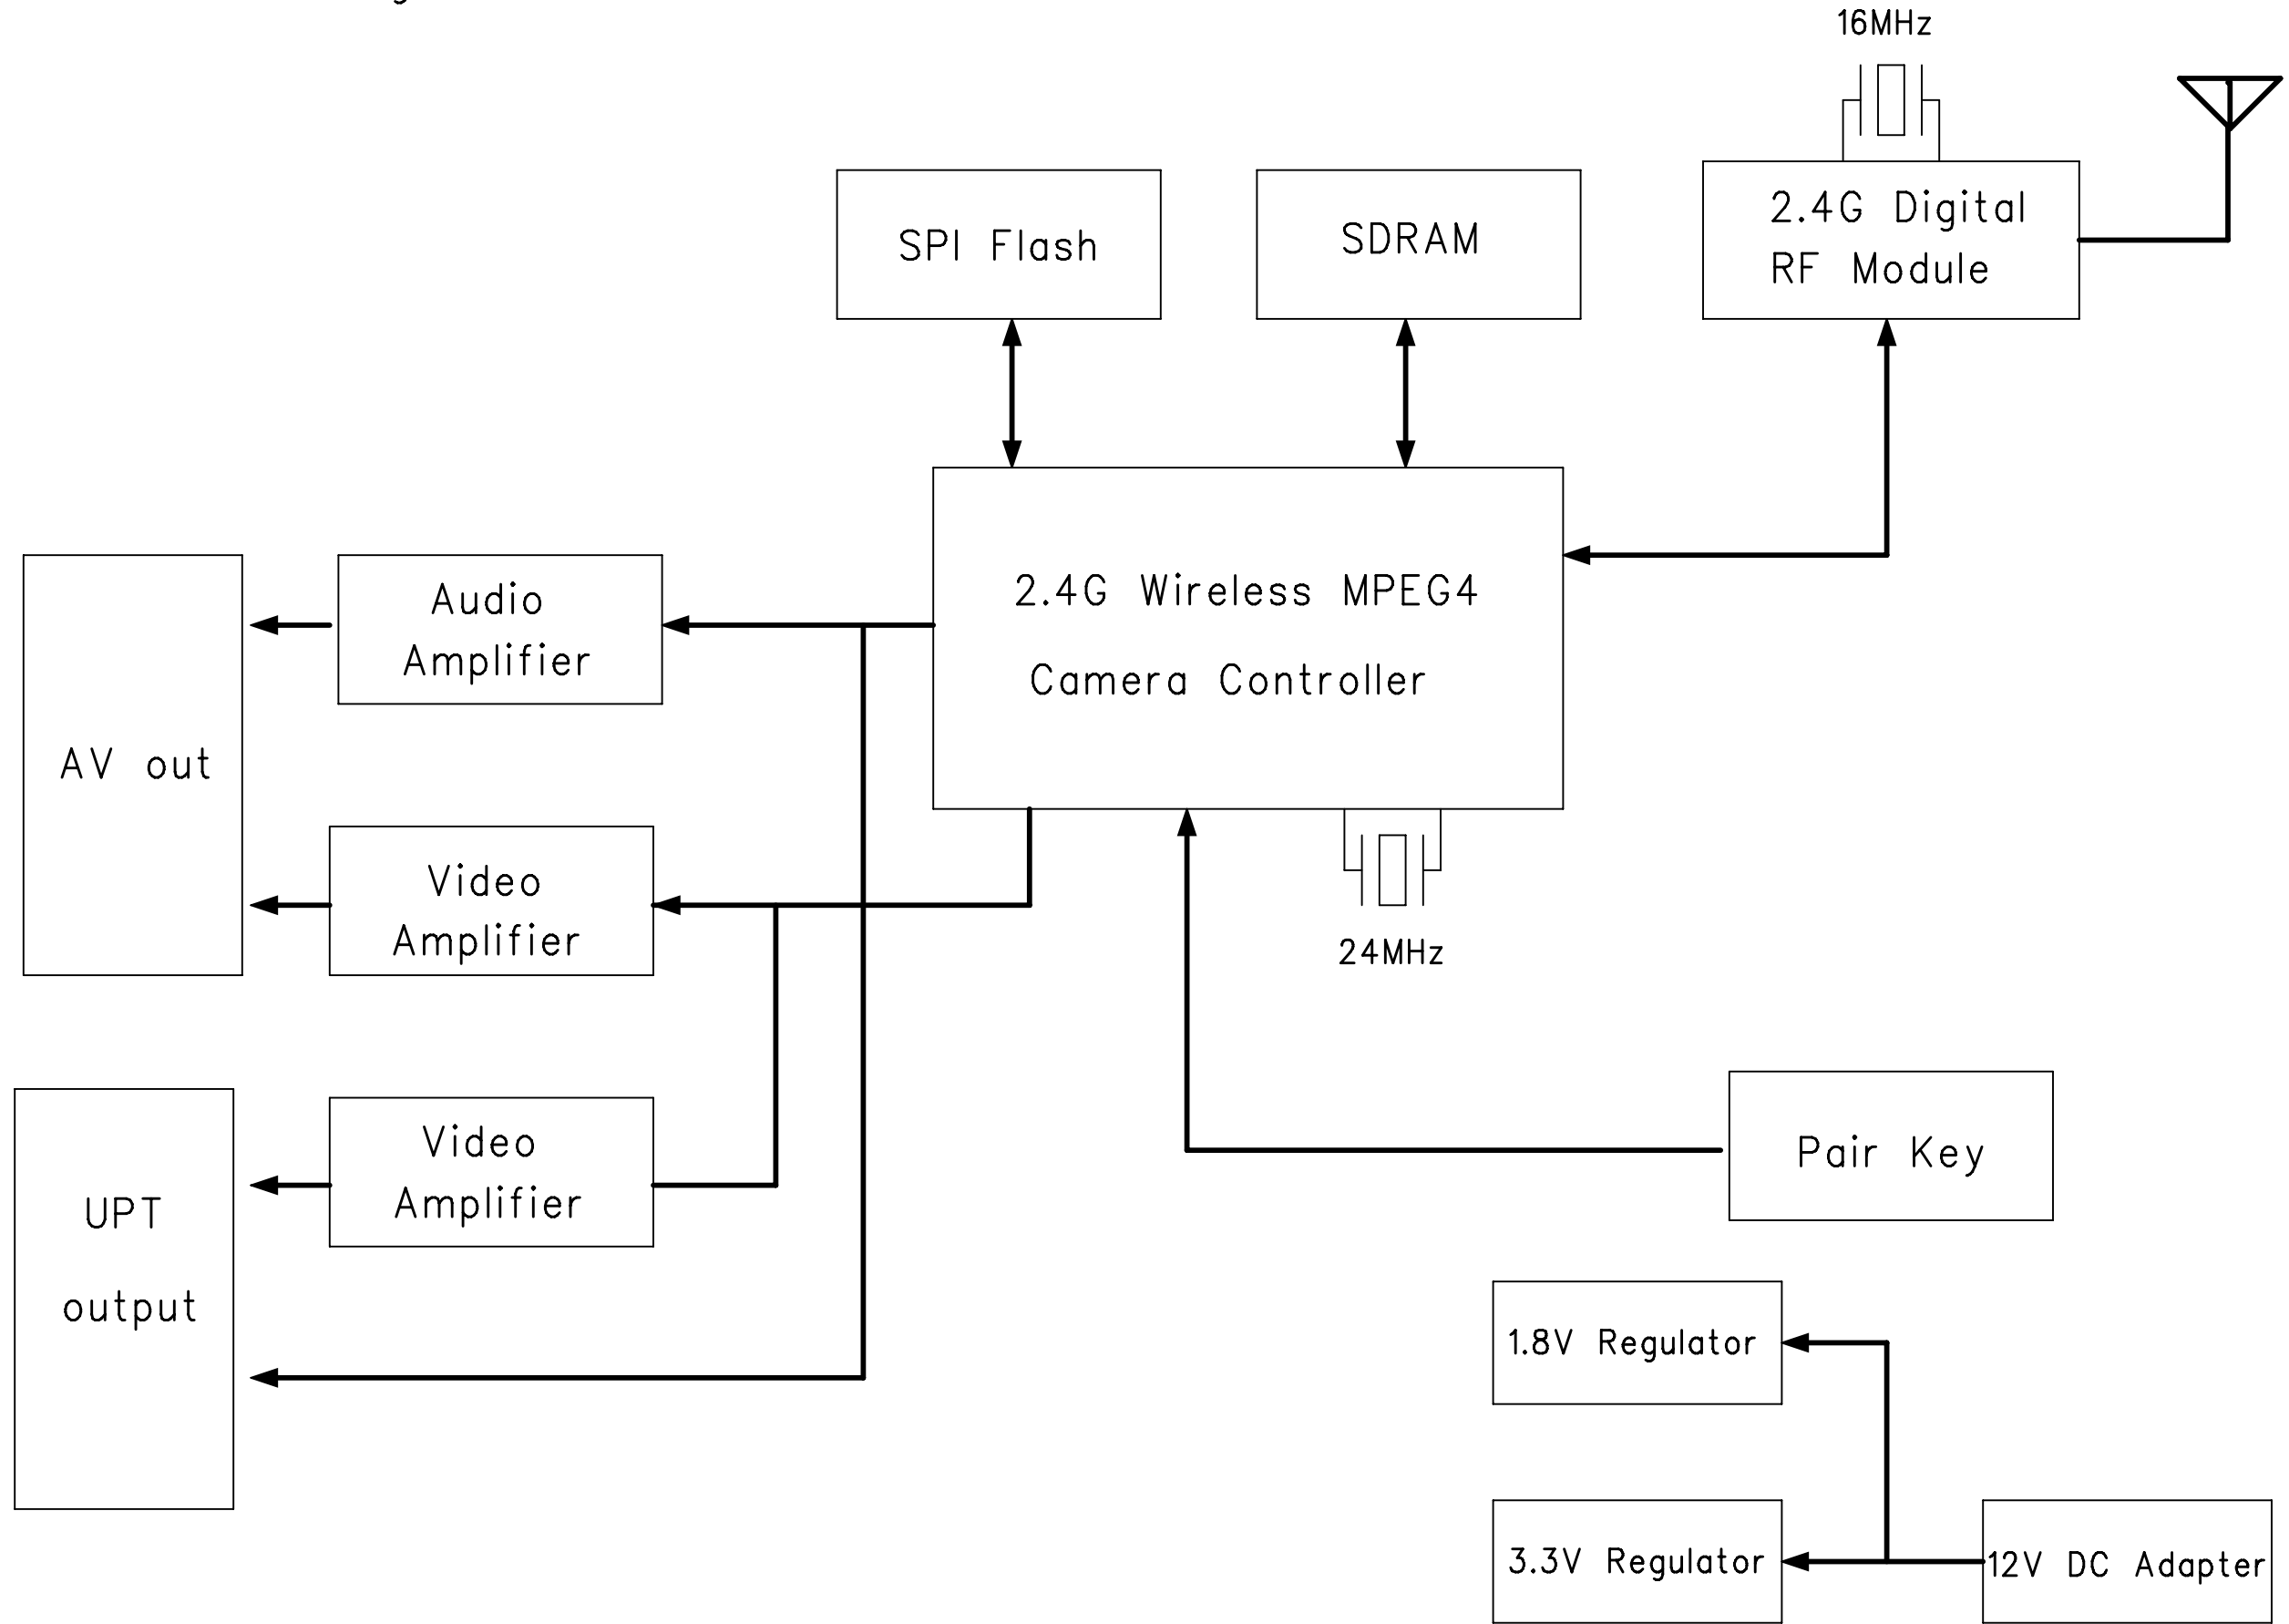 16MHz
SPI Flash
SDRAM
2.4G Digital
RF Module
2.4G Wireless MPEG4
Camera Controller
Audio
Amplifier
AV out
Video
Amplifier
24MHz
Video
Amplifier
UPT
output
Pair Key
1.8V Regulator
3.3V Regulator
12V DC Adapter